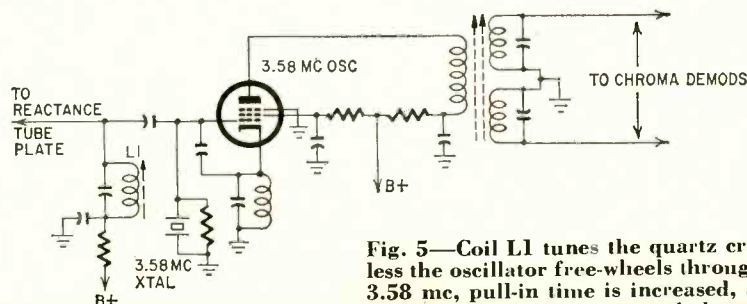 3.58 MC OSC
TO
REACTANCE
TUBE
PLATE
L1
B+
3.58MC
XTAL
B+
TO CHROMA DEMODS
Fig. 5—Coil L1 tunes the quartz cr
less the oscillator free-wheels throug
3.58 mc, pull-in time is increased,